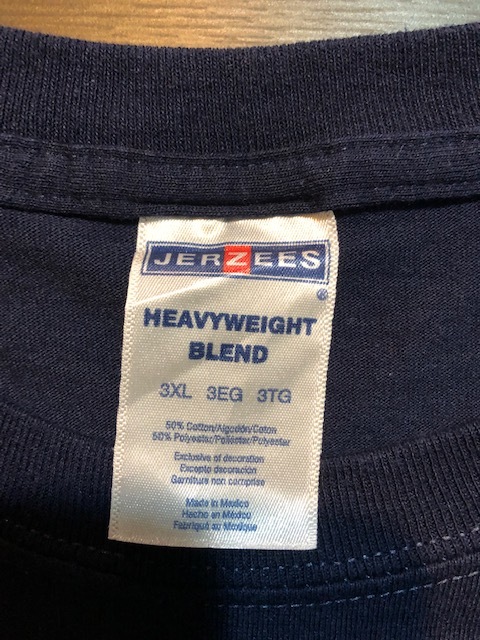 JERZEES
®
HEAVYWEIGHT
BLEND
3XL 3EG 3TG
50% Cotton/Algodón/Coton
50% Polyester/Poliéster/Polyester
Exclusive of decoration
Excepto decoración
Garniture non comprise
Made in Mexico
Hecho en México
Fabriqué au Mexique